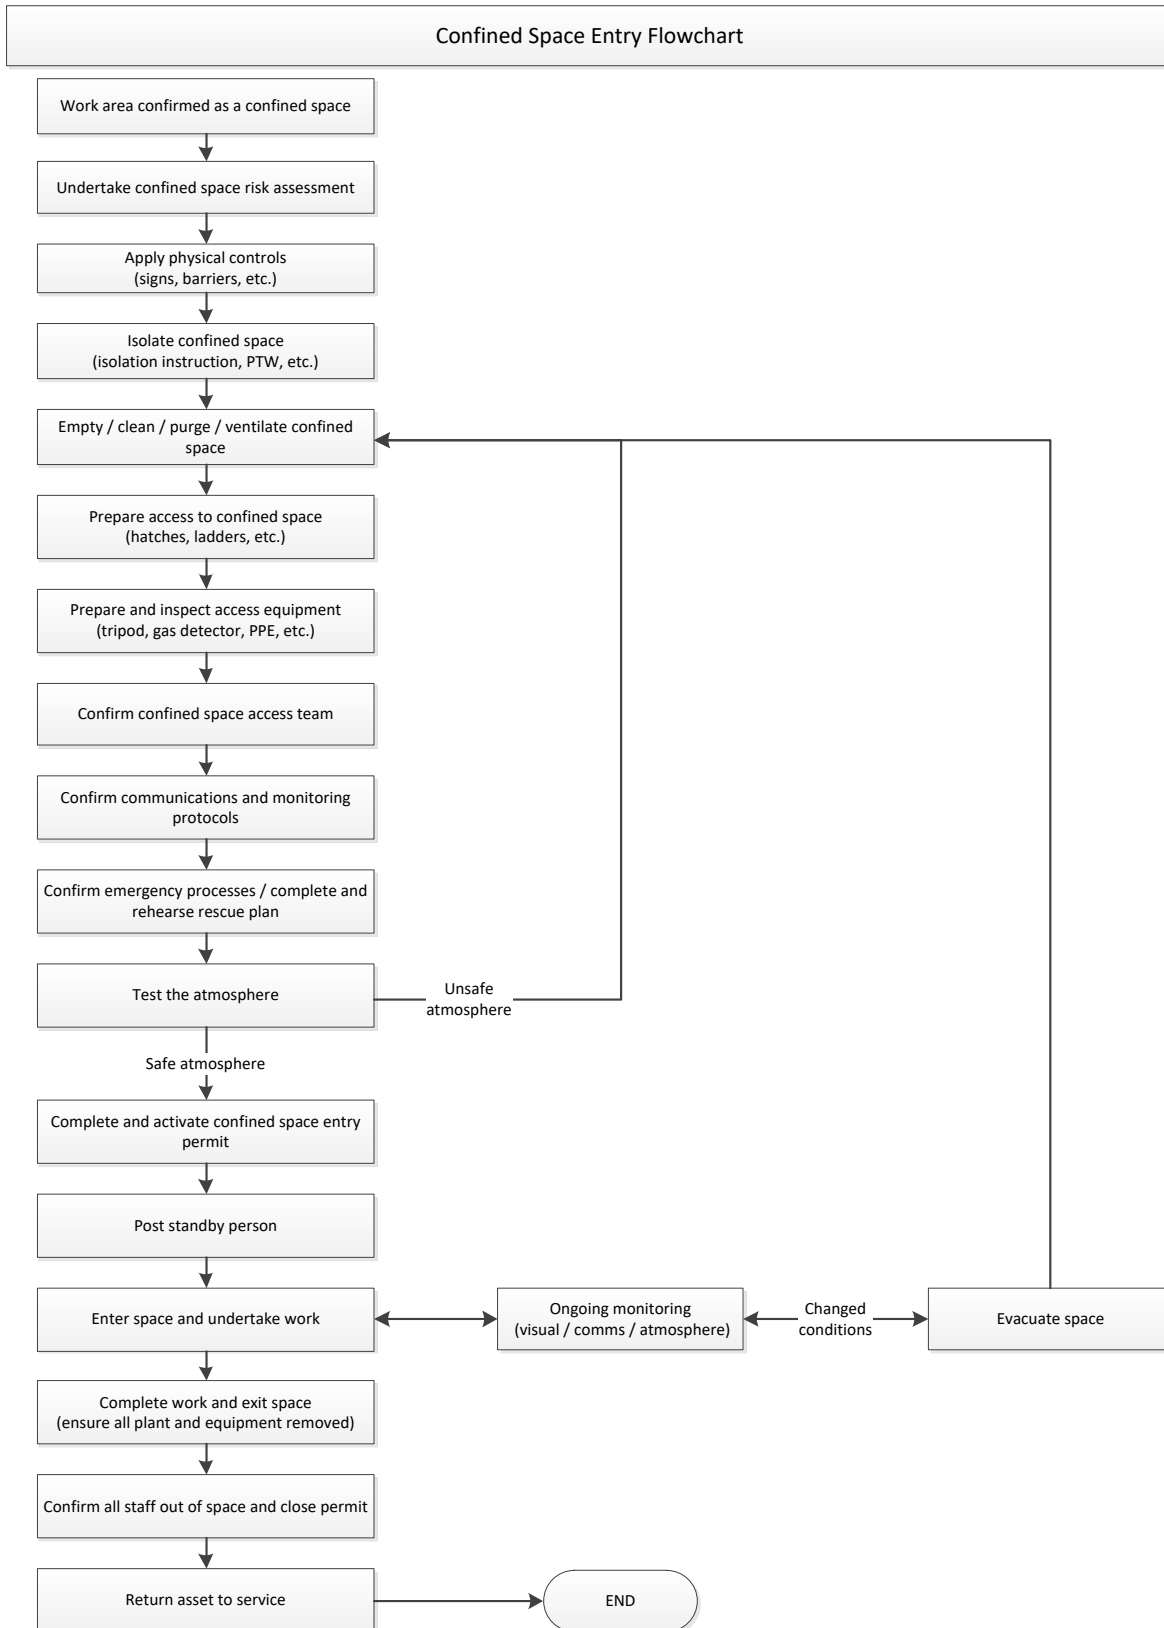 Confined Space Entry Flowchart
Work area confirmed as a confined space
Undertake confined space risk assessment
Apply physical controls
(signs, barriers, etc.)
Isolate confined space
(isolation instruction, PTW, etc.)
Empty / clean / purge / ventilate confined
space
Prepare access to confined space
(hatches, ladders, etc.)
Prepare and inspect access equipment
(tripod, gas detector, PPE, etc.)
Confirm confined space access team
Confirm communications and monitoring
protocols
Confirm emergency processes / complete and
rehearse rescue plan
Test the atmosphere
Unsafe
atmosphere
Safe atmosphere
Complete and activate confined space entry
permit
Post standby person
Enter space and undertake work
Ongoing monitoring
(visual / comms / atmosphere)
Changed
conditions
Evacuate space
Complete work and exit space
(ensure all plant and equipment removed)
Confirm all staff out of space and close permit
Return asset to service
END